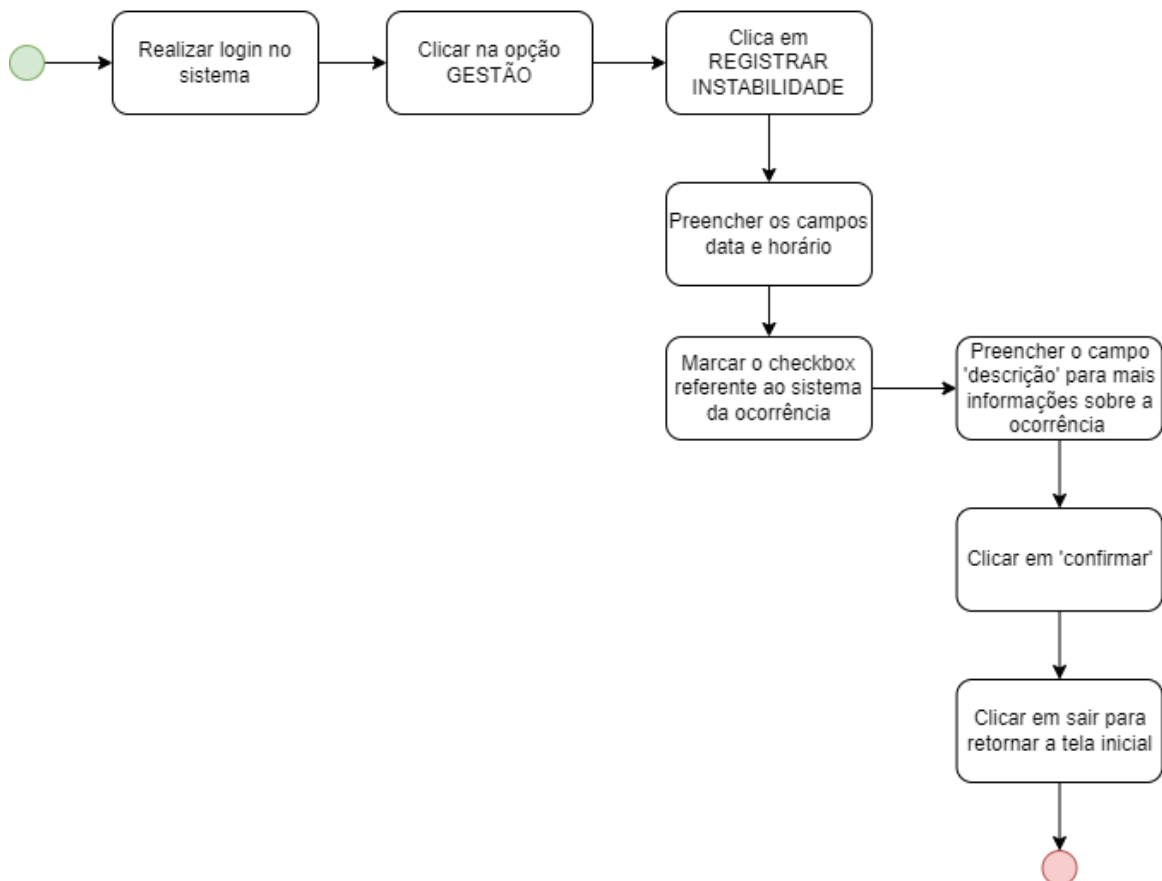 Realizar login no
sistema
Clicar na opção
GESTÃO
Clica em
REGISTRAR
INSTABILIDADE
Preencher os campos
data e horário
Marcar o checkbox
referente ao sistema
da ocorrência
Preencher o campo
'descrição' para mais
informações sobre a
ocorrência
Clicar em 'confirmar'
Clicar em sair para
retornar a tela inicial